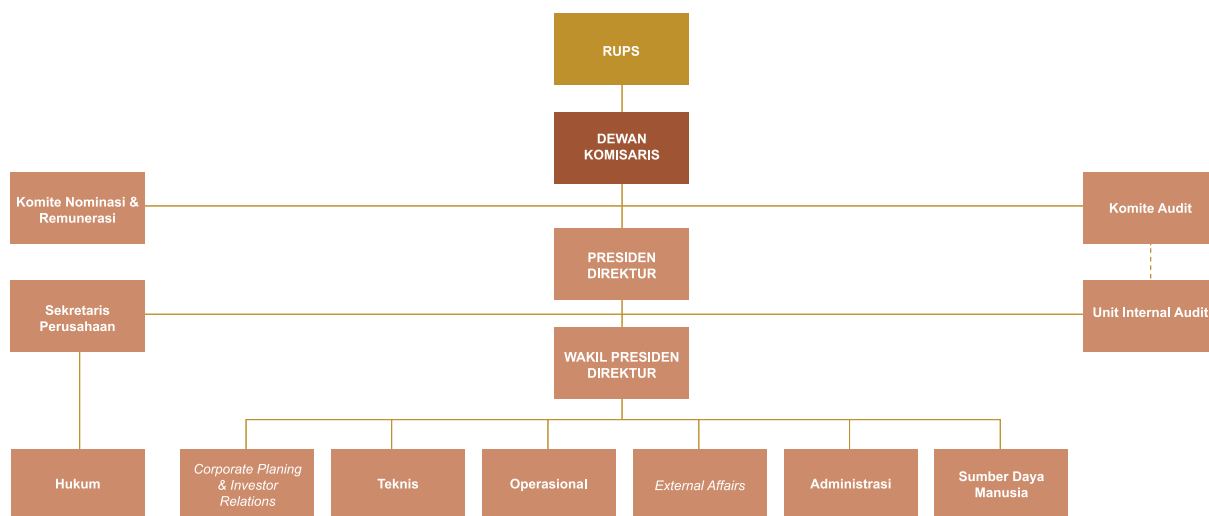 RUPS
DEWAN
KOMISARIS
Komite Nominasi &
Remunerasi
Komite Audit
PRESIDEN
DIREKTUR
Sekretaris
Perusahaan
Unit Internal Audit
WAKIL PRESIDEN
DIREKTUR
Hukum
Corporate Planing
& Investor
Relations
Teknis
Operasional
External Affairs
Administrasi
Sumber Daya
Manusia